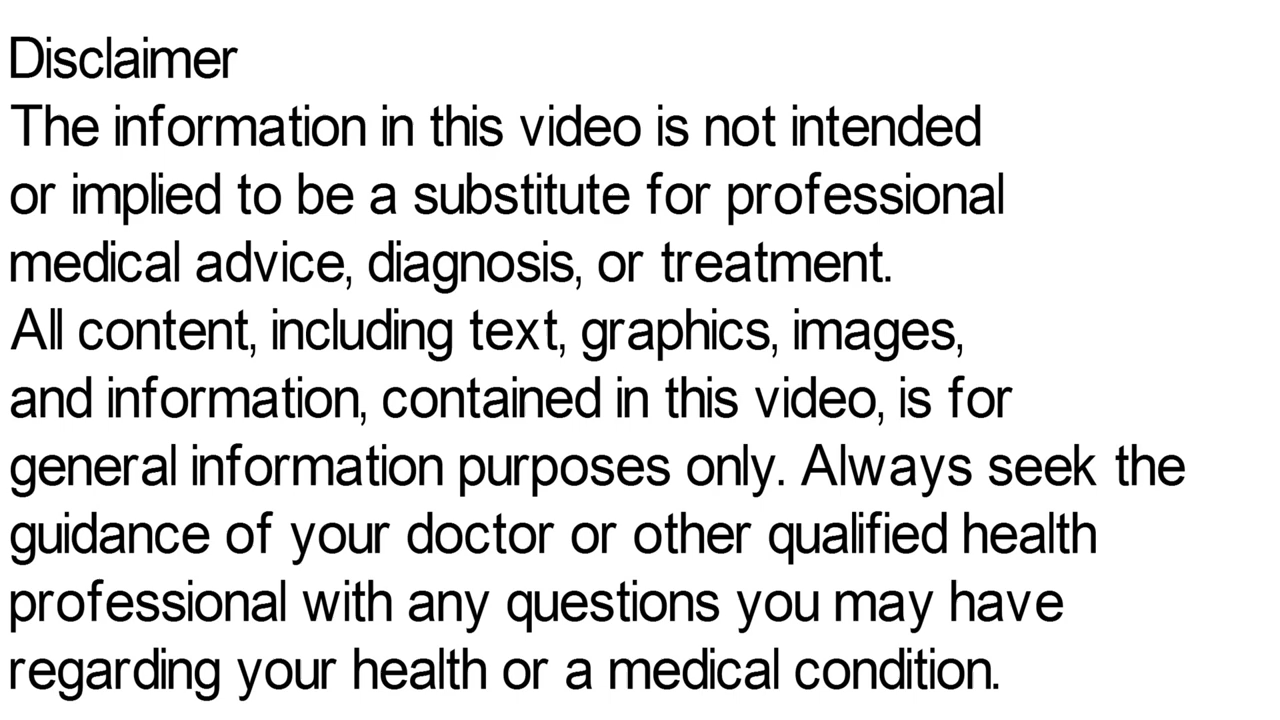 Disclaimer
The information in this video is not intended
or implied to be a substitute for professional
medical advice, diagnosis, or treatment.
All content, including text, graphics, images,
and information, contained in this video, is for
general information purposes only. Always seek the
guidance of your doctor or other qualified health
professional with any questions you may have
regarding your health or a medical condition.